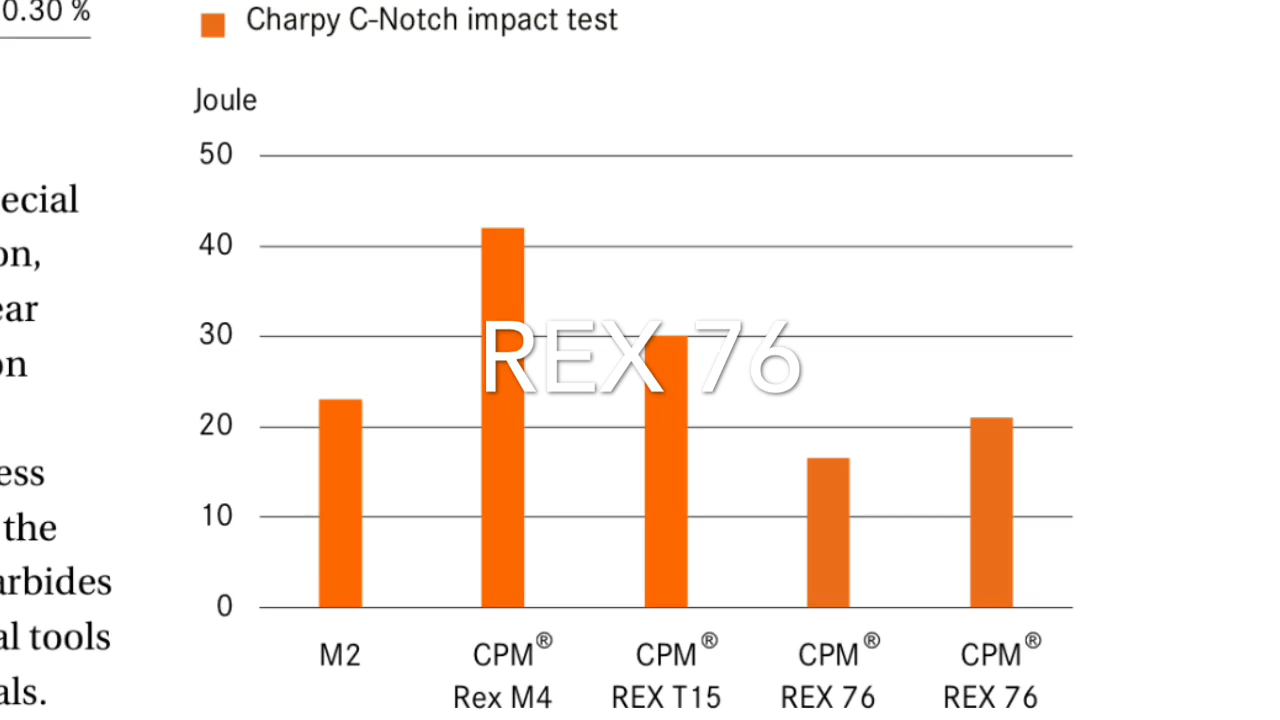 0.30 %
Charpy C-Notch impact test
Joule
50
40
30
20
10
0
REX 76
M2
CPM®
Rex M4
CPM®
REX T15
CPM®
REX 76
CPM®
REX 76
ecial
on,
ear
on
ess
the
arbides
al tools
als.